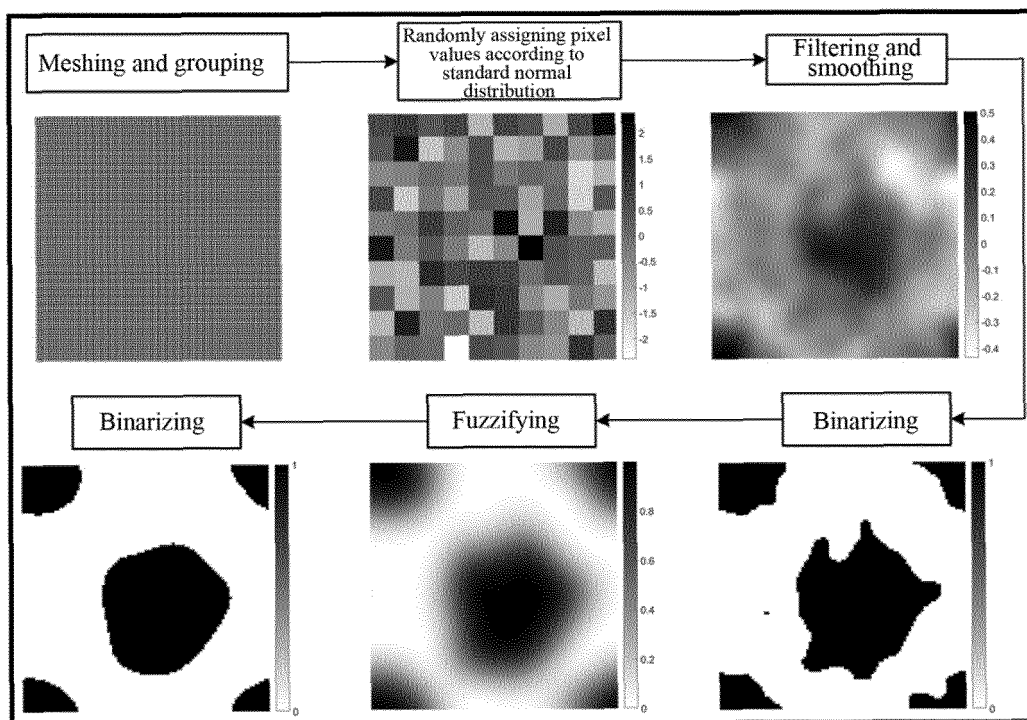 Meshing and grouping
Randomly assigning pixel
values according to
standard normal
distribution
Filtering and
smoothing
2
1.5
1
0.5
0
-0.5
-1
-1.5
-2
0.5
0.4
0.3
0.2
0.1
0
-0.1
-0.2
-0.3
-0.4
Binarizing
Fuzzifying
Binarizing
1
0
0.8
0.6
0.4
0.2
0
1
0